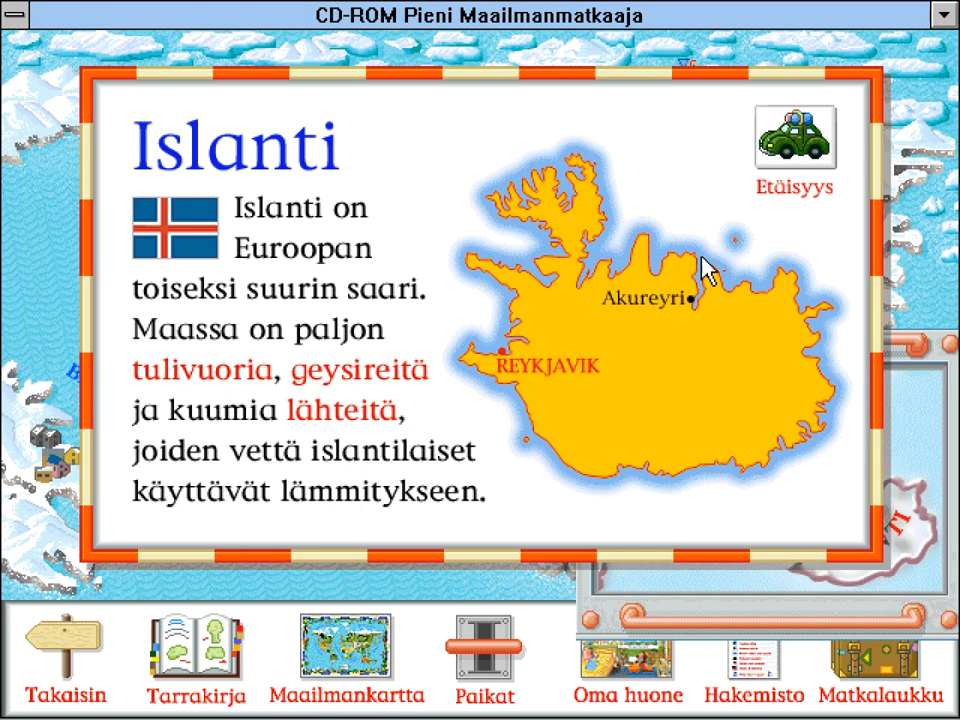 CD-ROM Pieni Maailmanmatkaaja
Islanti
Islanti on
Euroopan
toiseksi suurin saari.
Maassa on paljon
tulivuoria, geysireitä
ja kuumia lähteitä,
joiden vettä islantilaiset
käyttävät lämmitykseen.
Etäisyys
Akureyri
REYKJAVIK
Takaisin
Tarrakirja
Maailmankartta
Paikat
Oma huone
Hakemisto
Matkalaukku